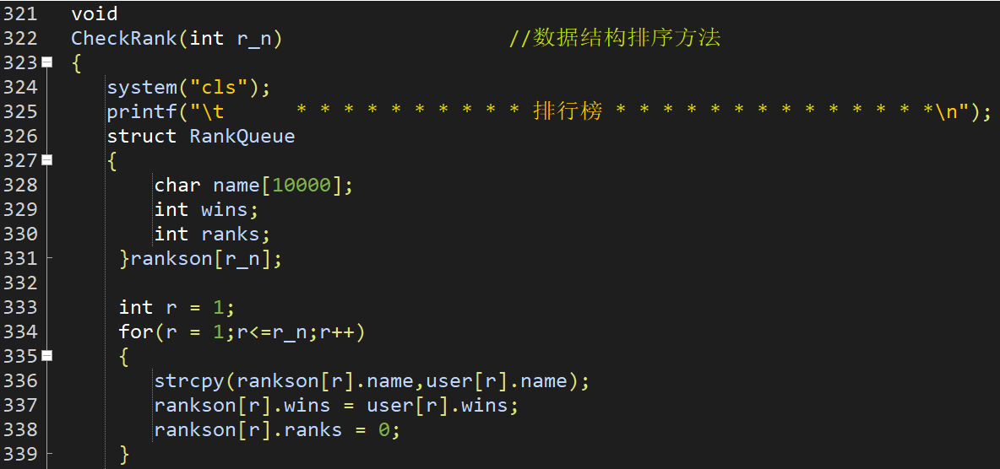 321 void
322 CheckRank(int r_n) //数据结构排序方法
323 {
324 system("cls");
325 printf("\t * * * * * * * * * * 排行榜 * * * * * * * * * * * * * *\n");
326 struct RankQueue
327 {
328 char name[10000];
329 int wins;
330 int ranks;
331 }rankson[r_n];
332
333 int r = 1;
334 for(r = 1;r<=r_n;r++)
335 {
336 strcpy(rankson[r].name,user[r].name);
337 rankson[r].wins = user[r].wins;
338 rankson[r].ranks = 0;
339 }